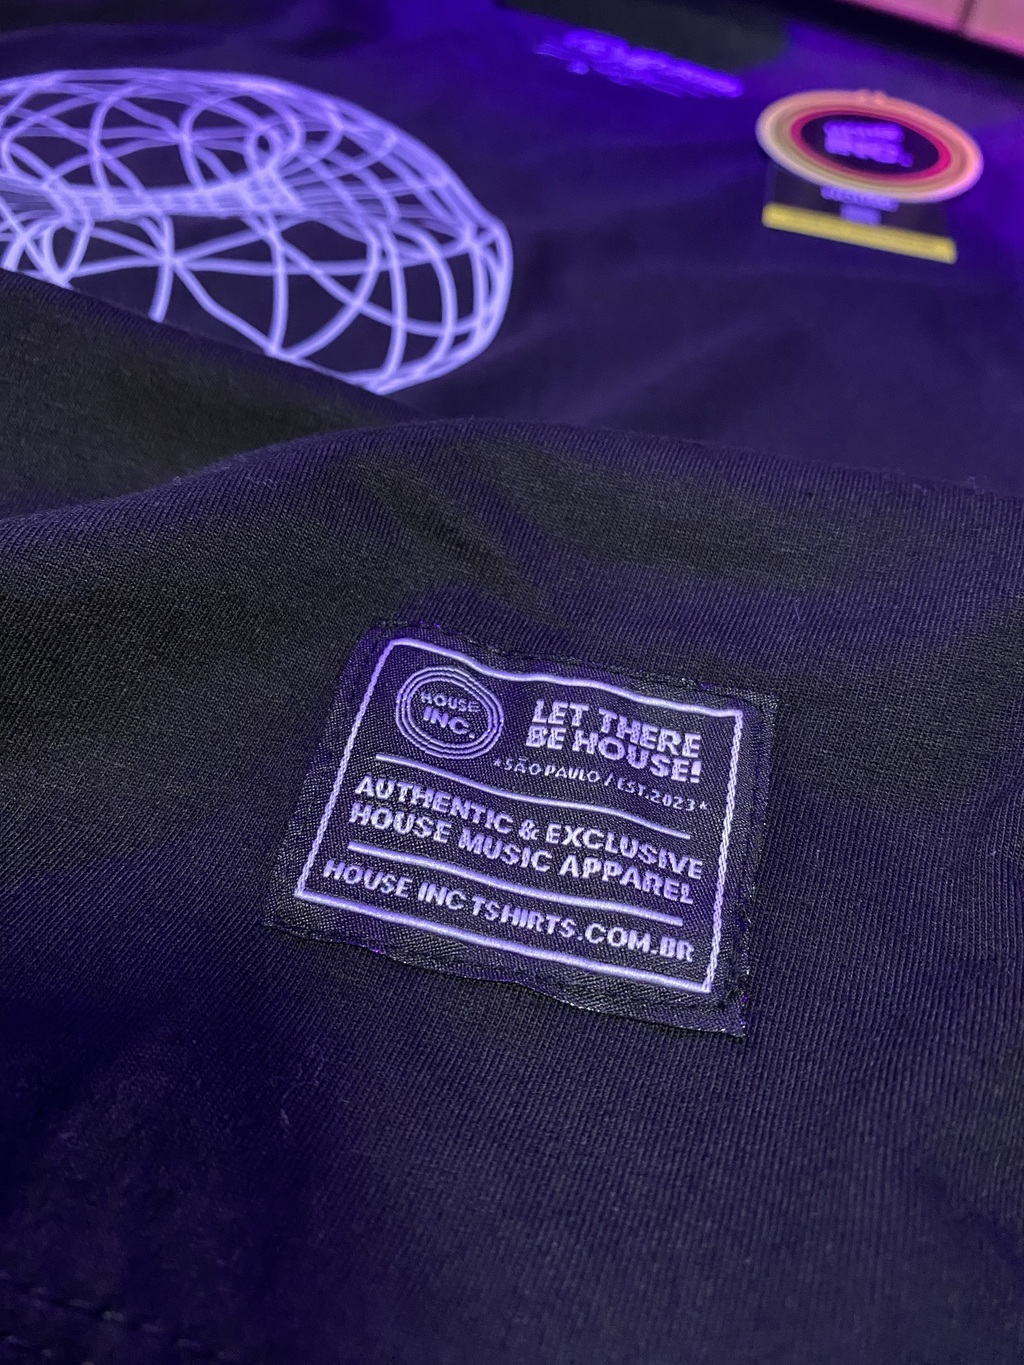 HOUSE
INC.
LET THERE
BE HOUSE!
*SÃO PAULO / EST.2023*
AUTHENTIC & EXCLUSIVE
HOUSE MUSIC APPAREL
HOUSE INC TSHIRTS.COM.BR